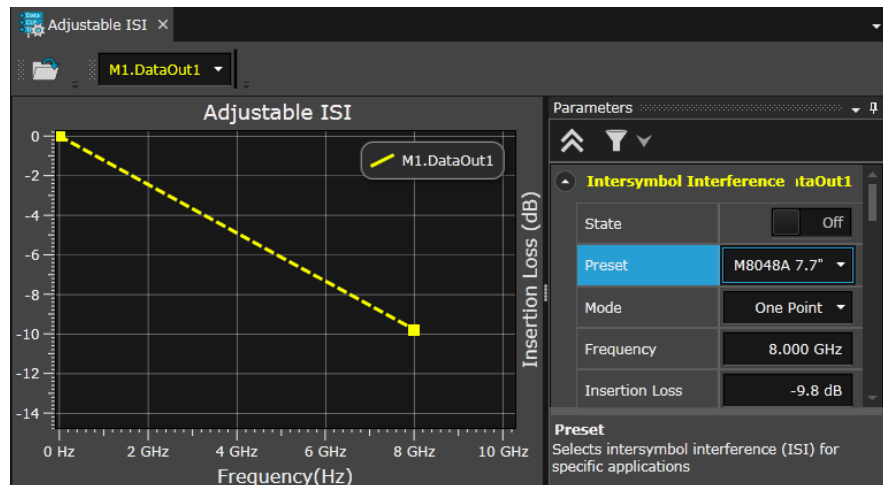 Adjustable ISI ×
M1.DataOut1
Adjustable ISI
M1.DataOut1
0
-2
-4
-6
-8
-10
-12
-14
0 Hz 2 GHz 4 GHz 6 GHz 8 GHz 10 GHz
Frequency(Hz)
Insertion Loss (dB)
Parameters
Intersymbol Interference
State Off
Preset M8048A 7.7"
Mode One Point
Frequency 8.000 GHz
Insertion Loss -9.8 dB
Preset
Selects intersymbol interference (ISI) for
specific applications